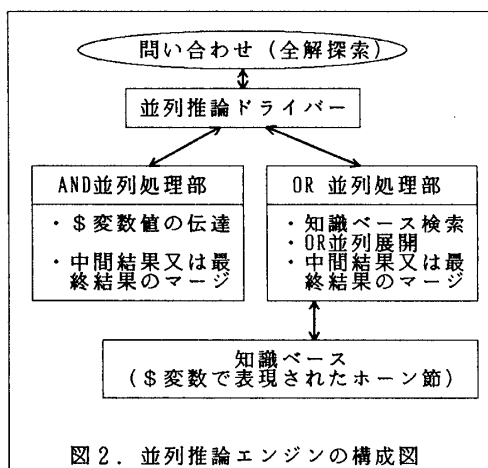 問い合わせ(全解探索)
並列推論ドライバー
AND並列処理部
・$変数値の伝達
・中間結果又は最
終結果のマージ
OR 並列処理部
・知識ベース検索
・OR並列展開
・中間結果又は最
終結果のマージ
知識ベース
($変数で表現されたホーン節)
図2. 並列推論エンジンの構成図